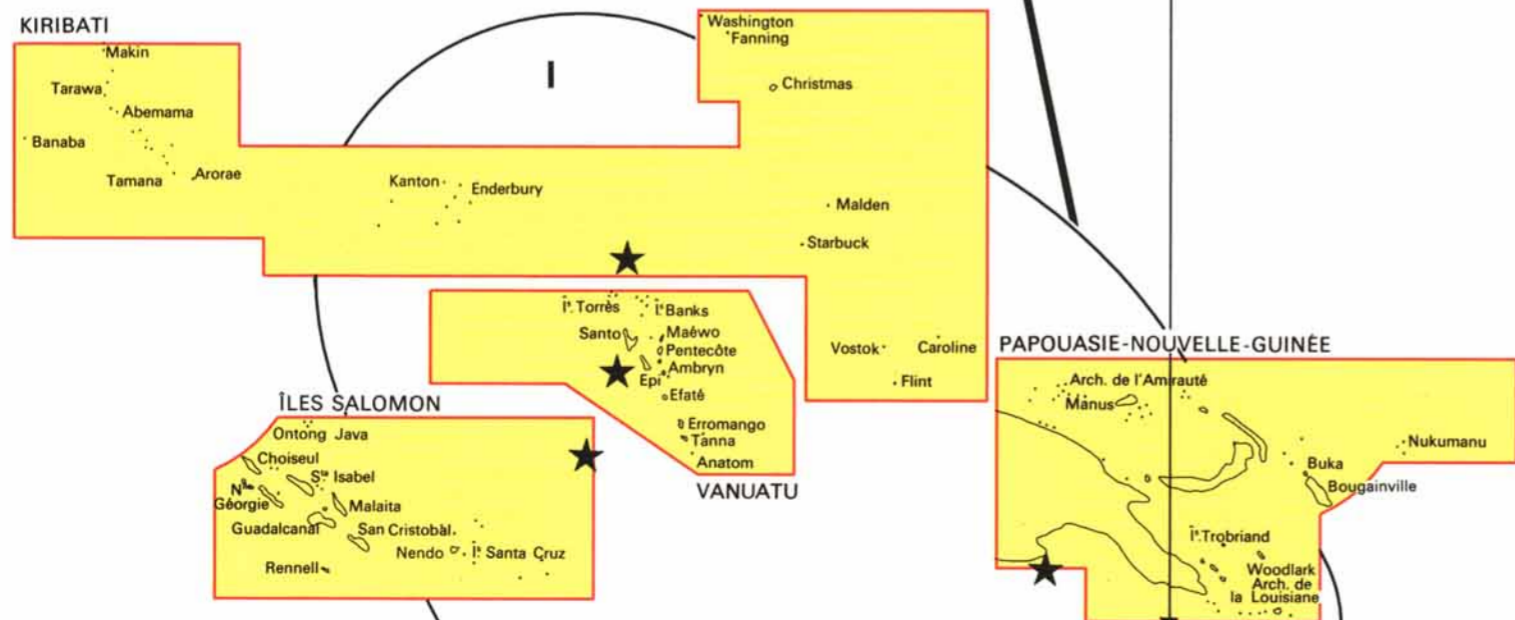 KIRIBATI
Makin
Tarawa
Abemama
Banaba
Tamana
Arorae
I
Washington
Fanning
Christmas
Kanton
Enderbury
Malden
Starbuck
Vostok
Caroline
Flint
Îs. Torrès
Îs. Banks
Santo
Maéwo
Pentecôte
Ambryn
Epi
Efaté
Erromango
Tanna
Anatom
VANUATU
ÎLES SALOMON
Ontong Java
Choiseul
Sta Isabel
Nlle
Géorgie
Malaita
Guadalcanal
San Cristobal
Nendo
Îs Santa Cruz
Rennell
PAPOUASIE-NOUVELLE-GUINÉE
Arch. de l'Amirauté
Manus
Nukumanu
Buka
Bougainville
Îs. Trobriand
Woodlark
Arch. de
la Louisiane